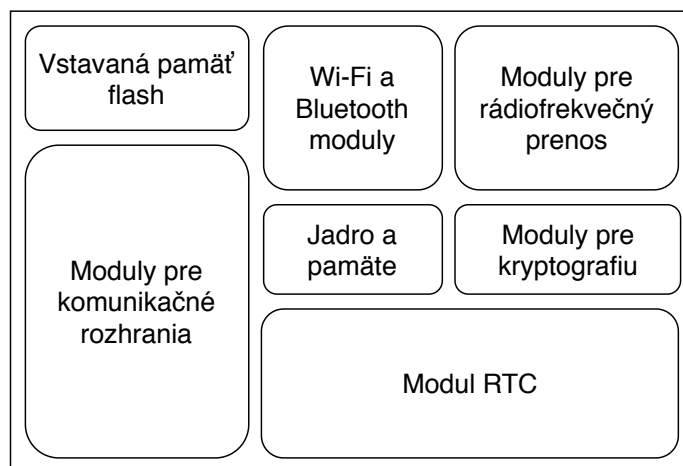 Vstavaná pamäť
flash
Wi-Fi a
Bluetooth
moduly
Moduly pre
rádiofrekvečný
prenos
Moduly pre
komunikačné
rozhrania
Jadro a
pamäte
Moduly pre
kryptografiu
Modul RTC